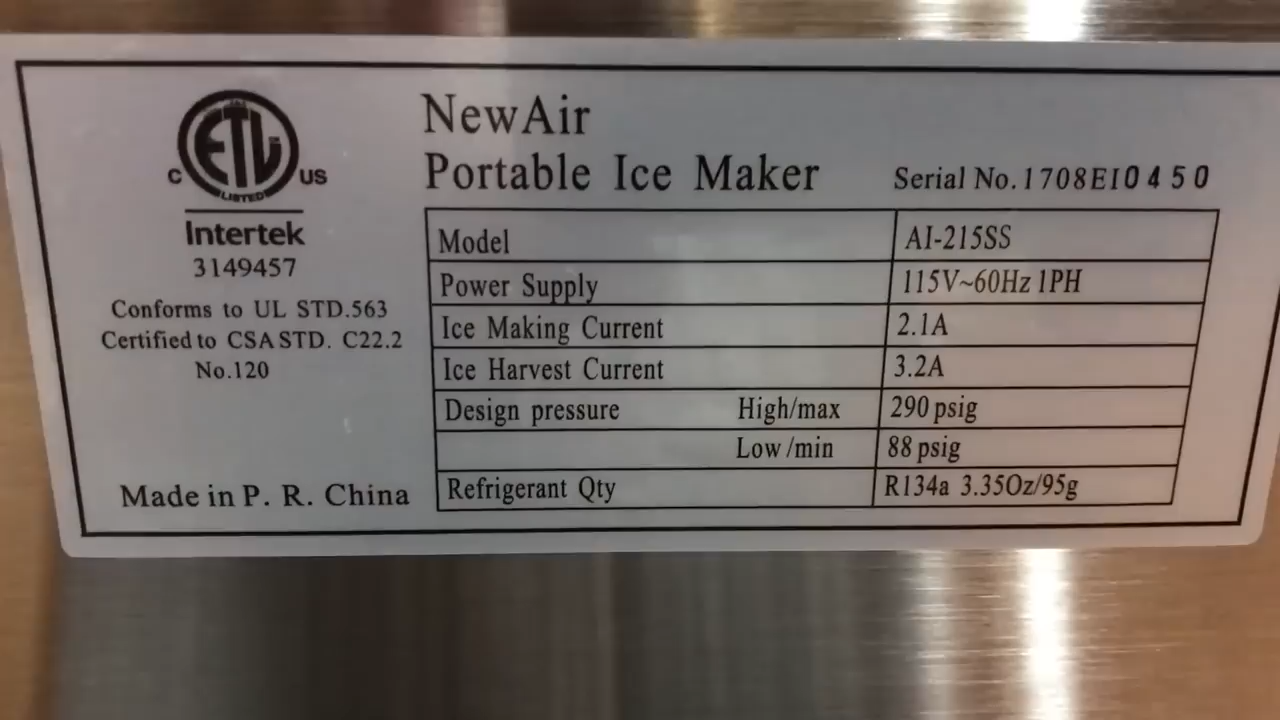 ETL
C US
LISTED
Intertek
3149457
Conforms to UL STD.563
Certified to CSA STD. C22.2
No.120
Made in P. R. China
NewAir
Portable Ice Maker Serial No. 1708EI0450
Model AI-215SS
Power Supply 115V~60Hz 1PH
Ice Making Current 2.1A
Ice Harvest Current 3.2A
Design pressure High/max 290 psig
Low/min 88 psig
Refrigerant Qty R134a 3.35Oz/95g